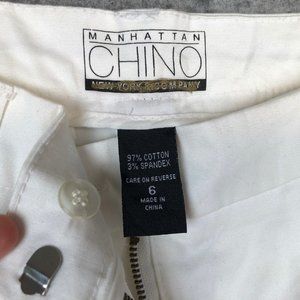 MANHATTAN
CHINO
NEW YORK & COMPANY
97% COTTON
3% SPANDEX
CARE ON REVERSE
6
MADE IN
CHINA